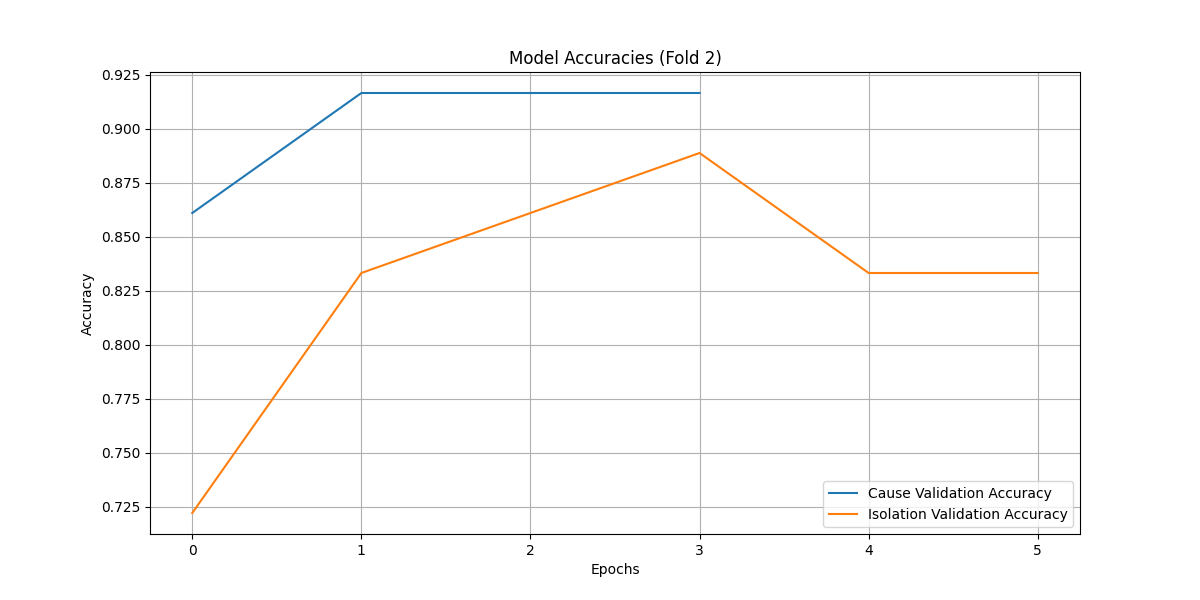 Model Accuracies (Fold 2)
0.925
0.900
0.875
0.850
0.825
0.800
0.775
0.750
0.725
Accuracy
Cause Validation Accuracy
Isolation Validation Accuracy
0 1 2 3 4 5
Epochs